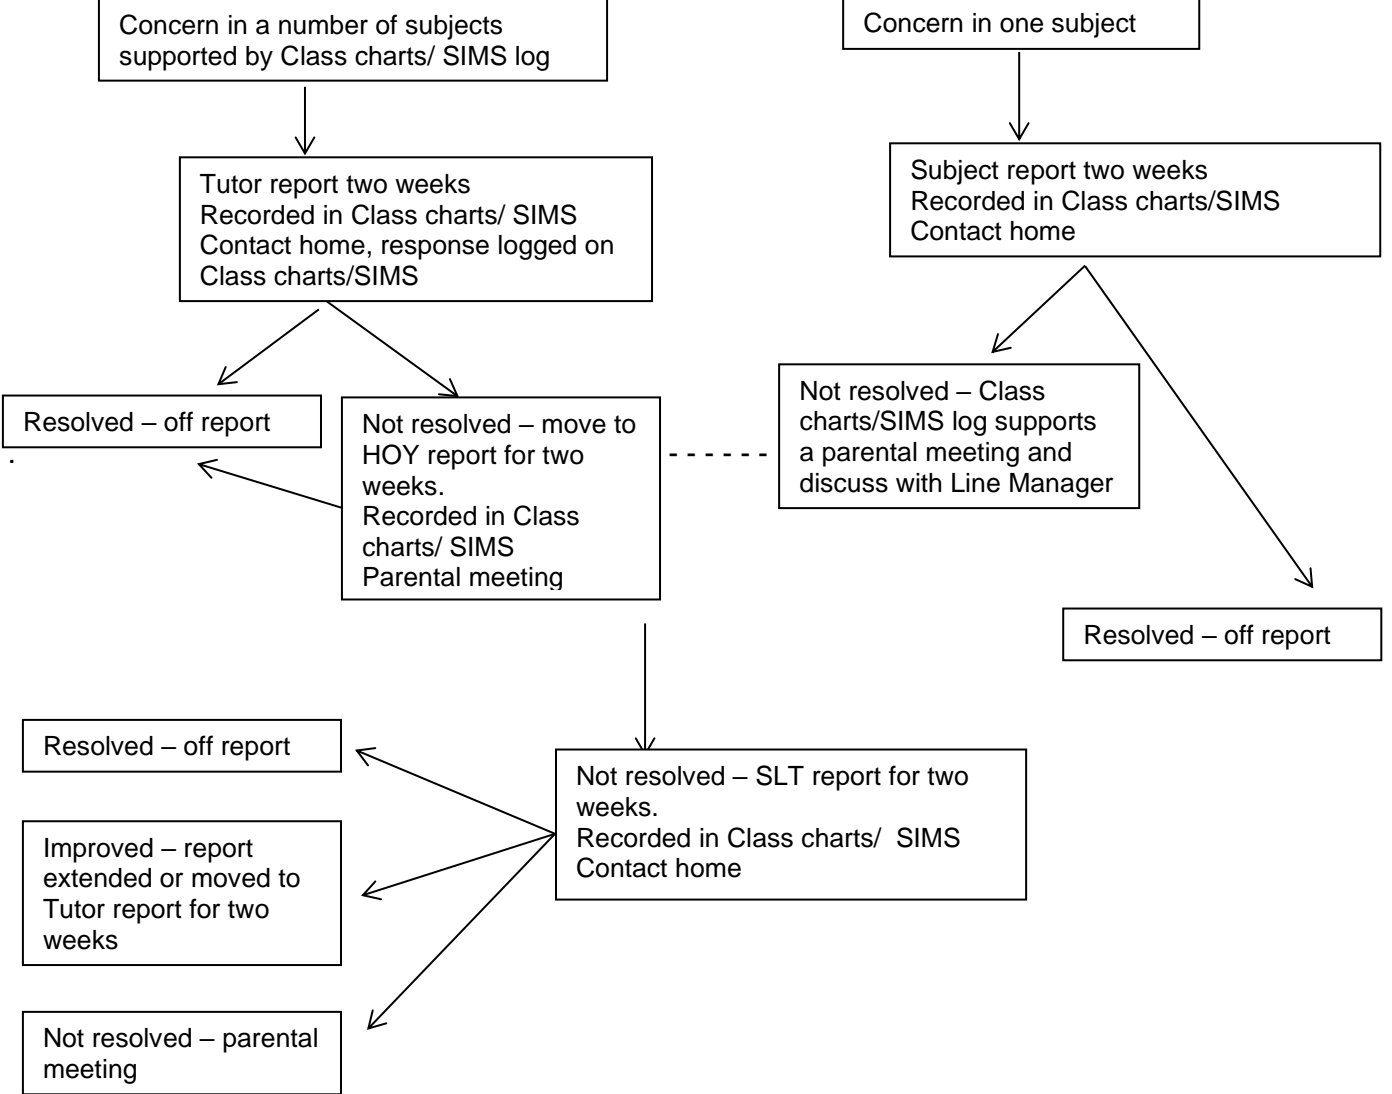 Concern in a number of subjects
supported by Class charts/ SIMS log
Concern in one subject
Tutor report two weeks
Recorded in Class charts/ SIMS
Contact home, response logged on
Class charts/SIMS
Subject report two weeks
Recorded in Class charts/SIMS
Contact home
Resolved – off report
.
Not resolved – move to
HOY report for two
weeks.
Recorded in Class
charts/ SIMS
Parental meeting
Not resolved – Class
charts/SIMS log supports
a parental meeting and
discuss with Line Manager
Resolved – off report
Resolved – off report
Not resolved – SLT report for two
weeks.
Recorded in Class charts/  SIMS
Contact home
Improved – report
extended or moved to
Tutor report for two
weeks
Not resolved – parental
meeting